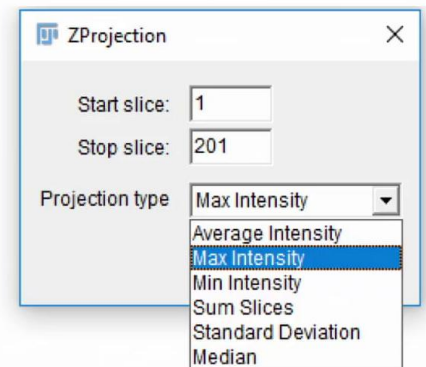 ZProjection
Start slice: 1
Stop slice: 201
Projection type Max Intensity
Average Intensity
Max Intensity
Min Intensity
Sum Slices
Standard Deviation
Median